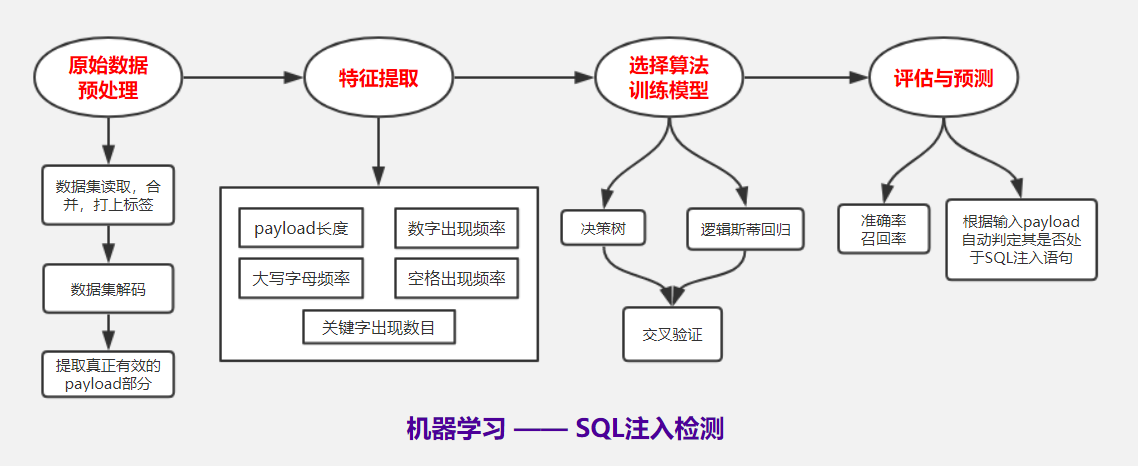 原始数据
预处理
特征提取
选择算法
训练模型
评估与预测
数据集读取，合
并，打上标签
数据集解码
提取真正有效的
payload部分
payload长度
数字出现频率
大写字母频率
空格出现频率
关键字出现数目
决策树
逻辑斯蒂回归
交叉验证
准确率
召回率
根据输入payload
自动判定其是否处
于SQL注入语句
机器学习 —— SQL注入检测